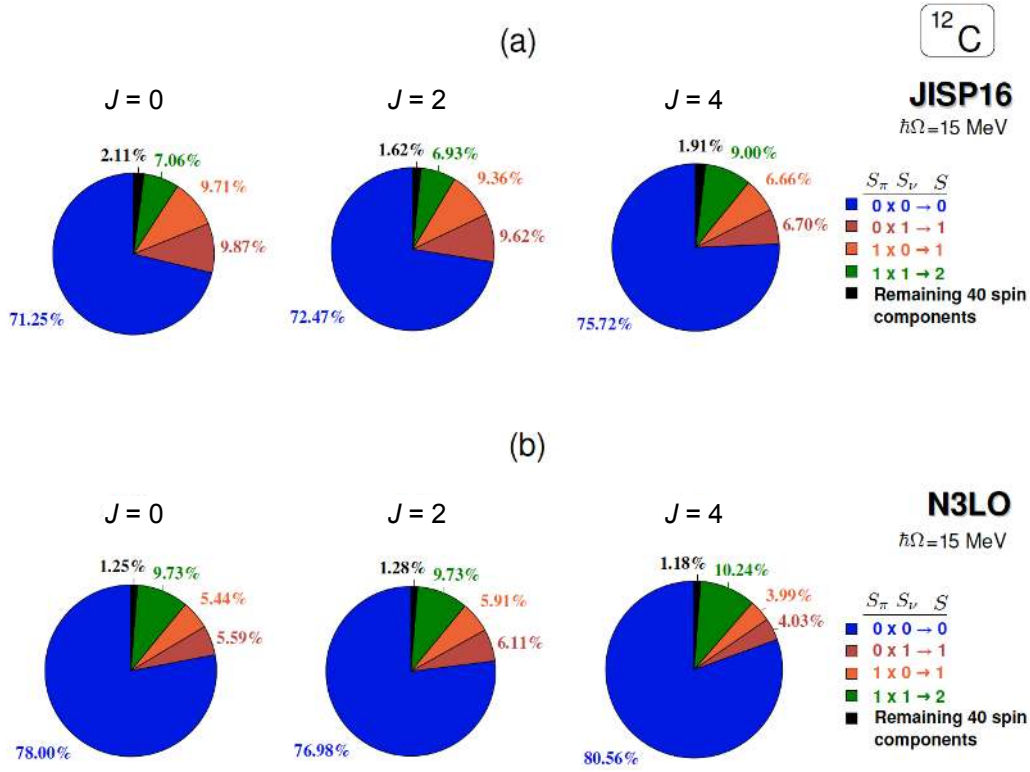 (a)
¹²C
JISP16
ħΩ=15 MeV
J = 0
J = 2
J = 4
2.11%
7.06%
9.71%
9.87%
71.25%
1.62%
6.93%
9.36%
9.62%
72.47%
1.91%
9.00%
6.66%
6.70%
75.72%
Sπ Sν S
0 x 0 → 0
0 x 1 → 1
1 x 0 → 1
1 x 1 → 2
Remaining 40 spin
components
(b)
N3LO
ħΩ=15 MeV
J = 0
J = 2
J = 4
1.25%
9.73%
5.44%
5.59%
78.00%
1.28%
9.73%
5.91%
6.11%
76.98%
1.18%
10.24%
3.99%
4.03%
80.56%
Sπ Sν S
0 x 0 → 0
0 x 1 → 1
1 x 0 → 1
1 x 1 → 2
Remaining 40 spin
components